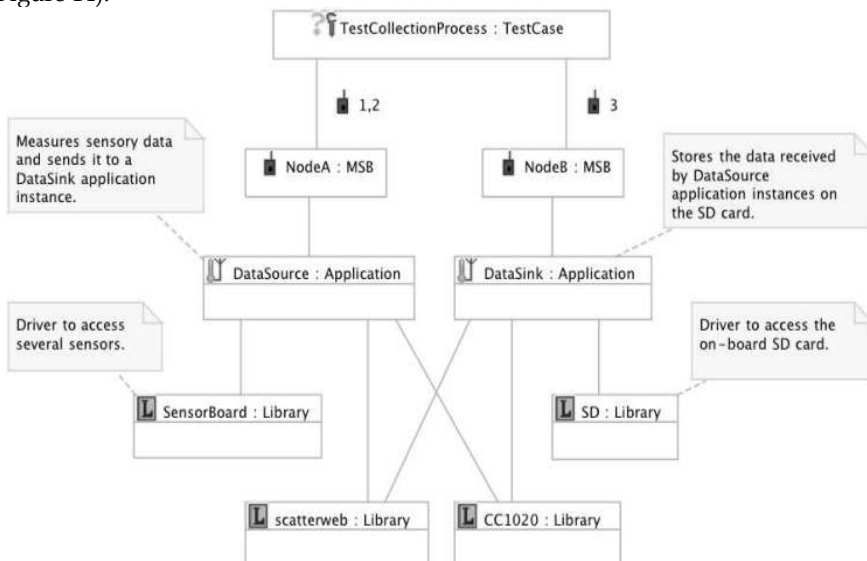 Figure 14).
TestCollectionProcess : TestCase
1,2
3
Measures sensory data
and sends it to a
DataSink application
instance.
NodeA : MSB
NodeB : MSB
Stores the data received
by DataSource
application instances on
the SD card.
DataSource : Application
DataSink : Application
Driver to access
several sensors.
Driver to access the
on-board SD card.
L SensorBoard : Library
L SD : Library
L scatterweb : Library
L CC1020 : Library